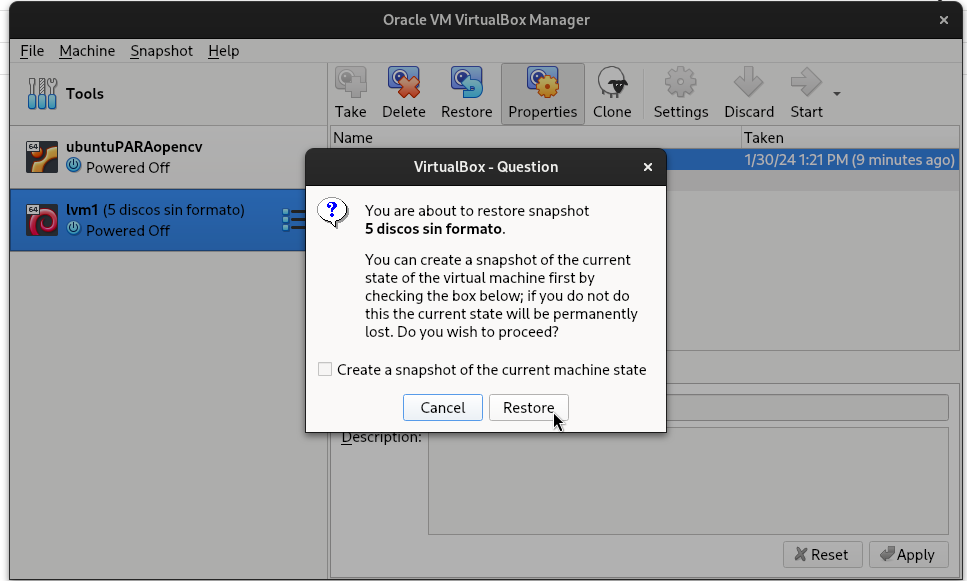 Oracle VM VirtualBox Manager
File Machine Snapshot Help
Tools
Take Delete Restore Properties Clone Settings Discard Start
Name Taken
64 ubuntuPARAopencv
Powered Off
1/30/24 1:21 PM (9 minutes ago)
64 lvm1 (5 discos sin formato)
Powered Off
VirtualBox - Question
You are about to restore snapshot
5 discos sin formato.
You can create a snapshot of the current
state of the virtual machine first by
checking the box below; if you do not do
this the current state will be permanently
lost. Do you wish to proceed?
Create a snapshot of the current machine state
Cancel Restore
Description:
Reset Apply